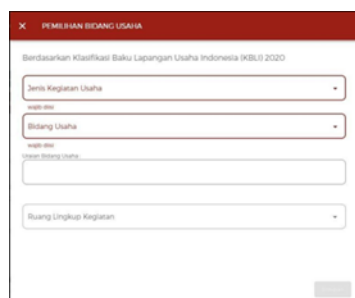 × PEMILIHAN BIDANG USAHA
Berdasarkan Klasifikasi Baku Lapangan Usaha Indonesia (KBLI) 2020
Jenis Kegiatan Usaha
wajib diisi
Bidang Usaha
wajib diisi
Uraian Bidang Usaha :
Ruang Lingkup Kegiatan